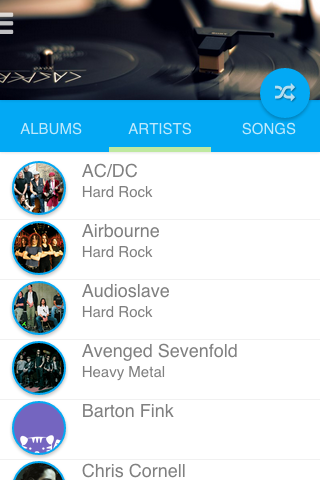 ALBUMS
ARTISTS
SONGS
AC/DC
Hard Rock
Airbourne
Hard Rock
Audioslave
Hard Rock
Avenged Sevenfold
Heavy Metal
Barton Fink
Chris Cornell